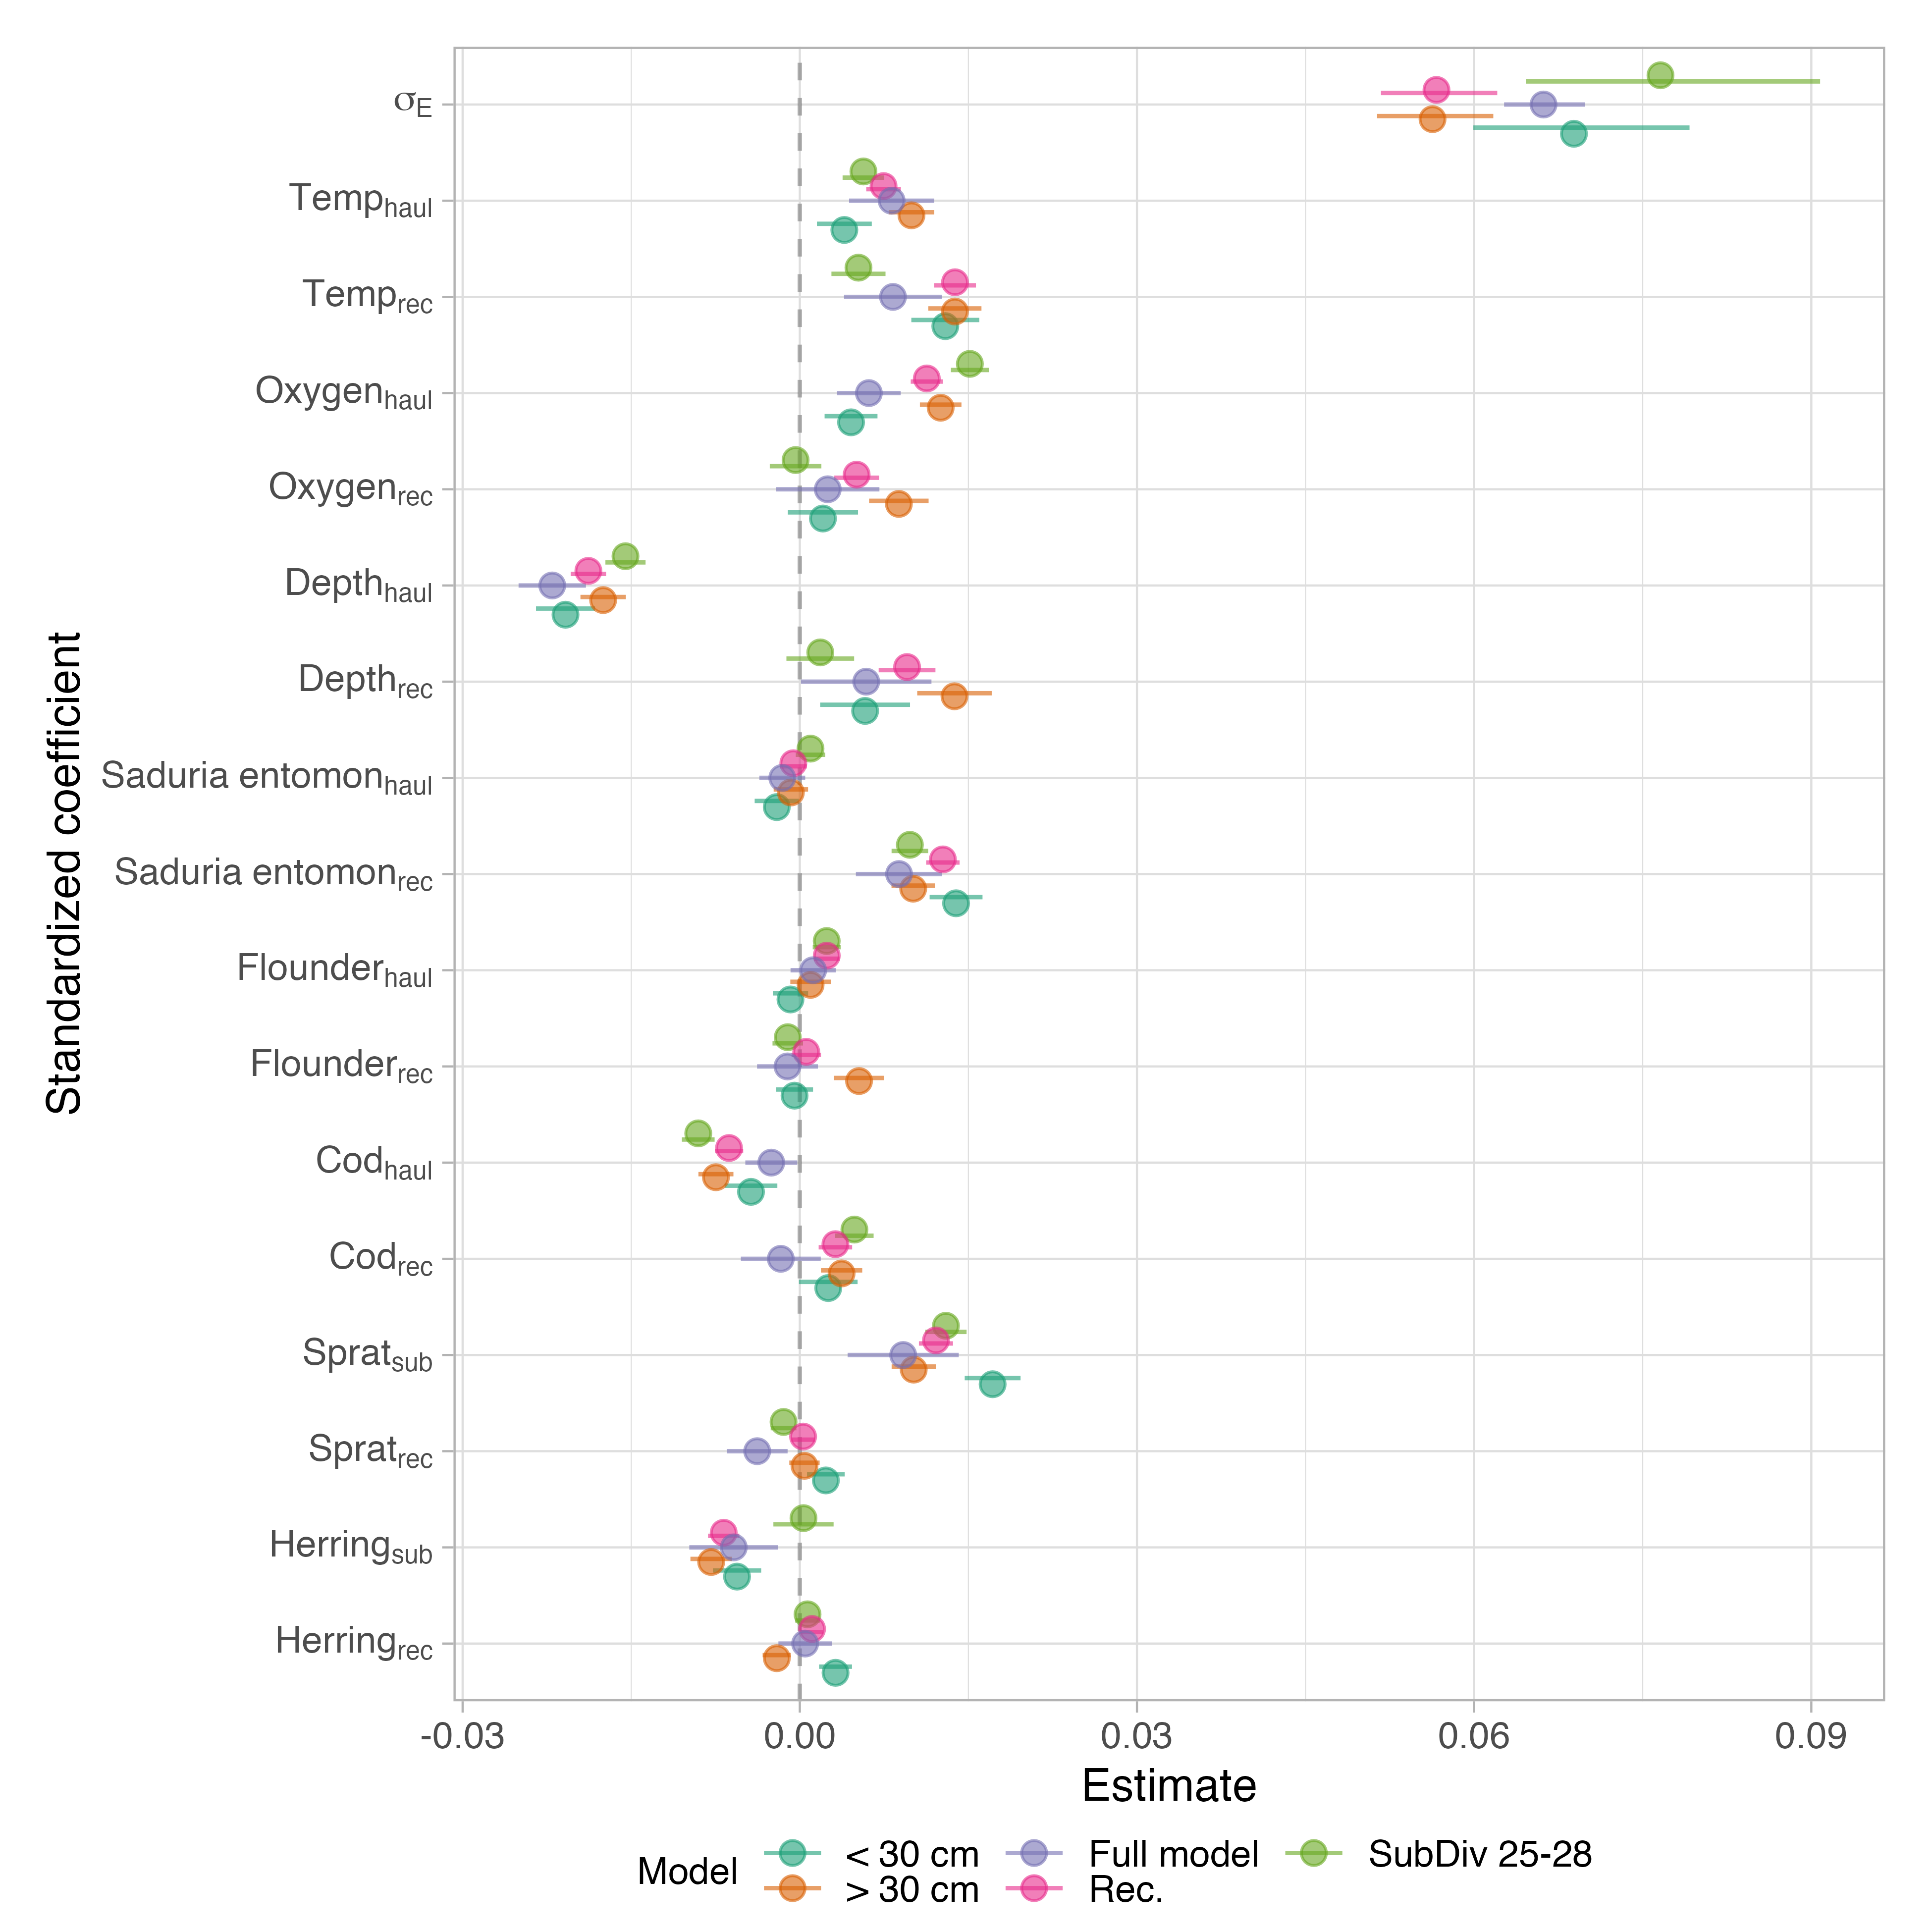 σE
Temphaul
Temprec
Oxygenhaul
Oxygenrec
Depthhaul
Depthrec
Saduria entomonhaul
Saduria entomonrec
Flounderhaul
Flounderrec
Codhaul
Codrec
Spratsub
Spratrec
Herringsub
Herringrec
Standardized coefficient
-0.03 0.00 0.03 0.06 0.09
Estimate
Model
< 30 cm Full model SubDiv 25-28
> 30 cm Rec.